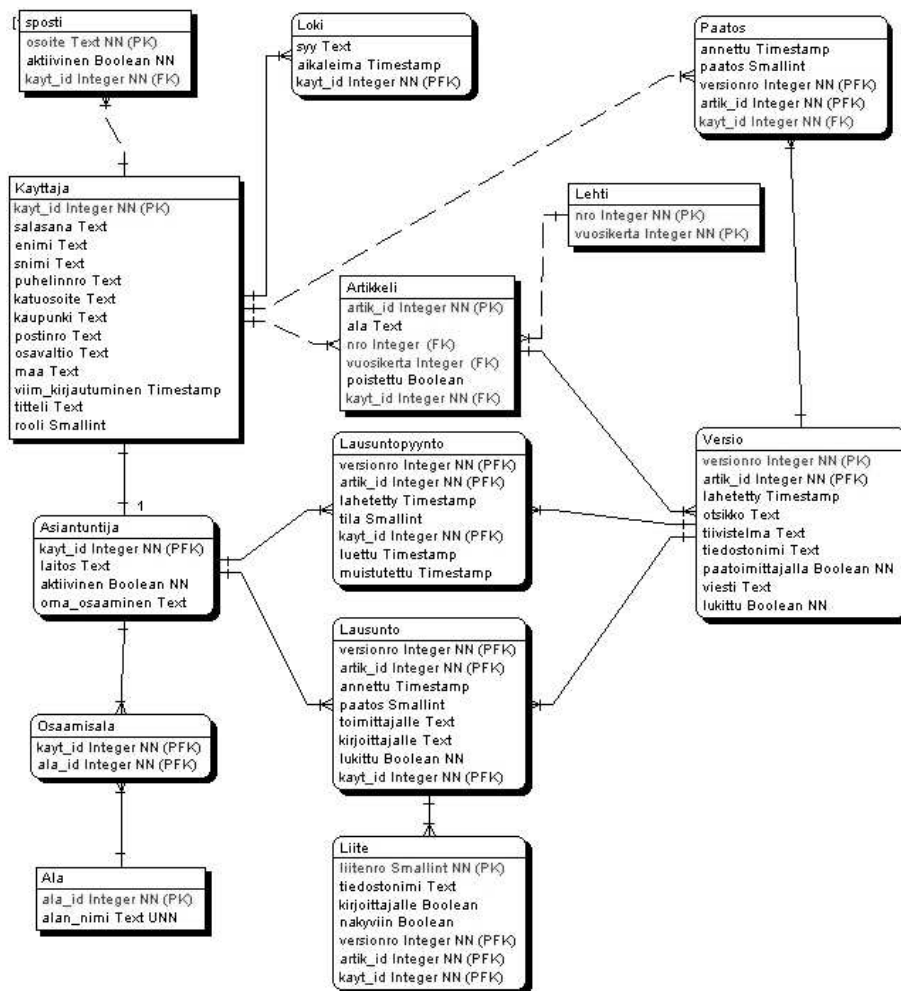 sposti
osoite Text NN (PK)
aktiivinen Boolean NN
kayt_id Integer NN (FK)
Loki
syy Text
aikaleima Timestamp
kayt_id Integer NN (PFK)
Paatos
annettu Timestamp
paatos Smallint
versionro Integer NN (PFK)
artik_id Integer NN (PFK)
kayt_id Integer NN (FK)
Kayttaja
kayt_id Integer NN (PK)
salasana Text
enimi Text
snimi Text
puhelinnro Text
katuosoite Text
kaupunki Text
postinro Text
osavaltio Text
maa Text
viim_kirjautuminen Timestamp
titteli Text
rooli Smallint
Lehti
nro Integer NN (PK)
vuosikerta Integer NN (PK)
Artikkeli
artik_id Integer NN (PK)
ala Text
nro Integer (FK)
vuosikerta Integer (FK)
poistettu Boolean
kayt_id Integer NN (FK)
Lausuntopyynto
versionro Integer NN (PFK)
artik_id Integer NN (PFK)
lahetetty Timestamp
tila Smallint
kayt_id Integer NN (PFK)
luettu Timestamp
muistutettu Timestamp
Versio
versionro Integer NN (PK)
artik_id Integer NN (PFK)
lahetetty Timestamp
otsikko Text
tiivistelma Text
tiedostonimi Text
paatoimittajalla Boolean NN
viesti Text
lukittu Boolean NN
1
Asiantuntija
kayt_id Integer NN (PFK)
laitos Text
aktiivinen Boolean NN
oma_osaaminen Text
Lausunto
versionro Integer NN (PFK)
artik_id Integer NN (PFK)
annettu Timestamp
paatos Smallint
toimittajalle Text
kirjoittajalle Text
lukittu Boolean NN
kayt_id Integer NN (PFK)
Osaamisala
kayt_id Integer NN (PFK)
ala_id Integer NN (PFK)
Ala
ala_id Integer NN (PK)
alan_nimi Text UNN
Liite
liitenro Smallint NN (PK)
tiedostonimi Text
kirjoittajalle Boolean
nakyviin Boolean
versionro Integer NN (PFK)
artik_id Integer NN (PFK)
kayt_id Integer NN (PFK)